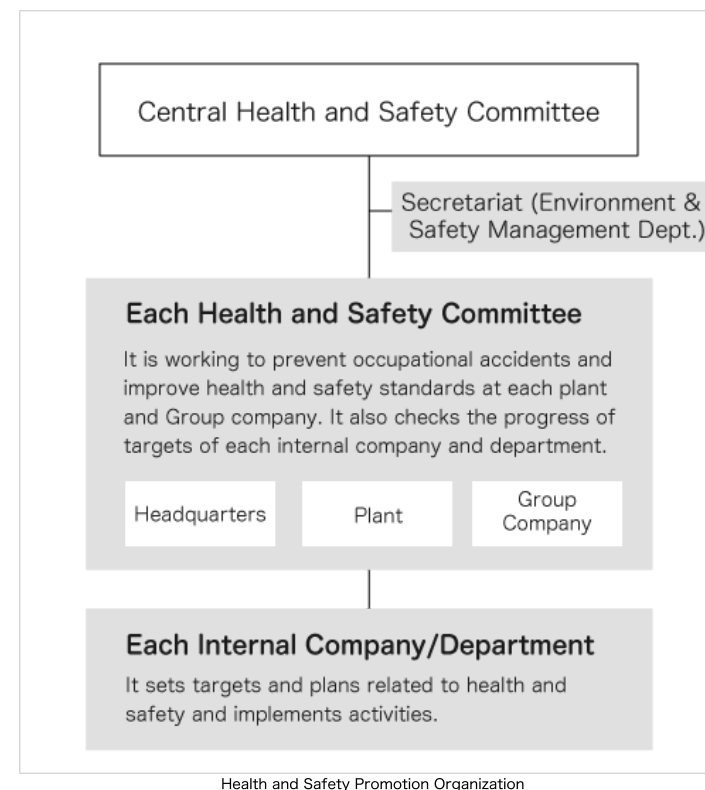 Central Health and Safety Committee
Secretariat (Environment &
Safety Management Dept.)
Each Health and Safety Committee
It is working to prevent occupational accidents and
improve health and safety standards at each plant
and Group company. It also checks the progress of
targets of each internal company and department.
Headquarters
Plant
Group
Company
Each Internal Company/Department
It sets targets and plans related to health and
safety and implements activities.
Health and Safety Promotion Organization